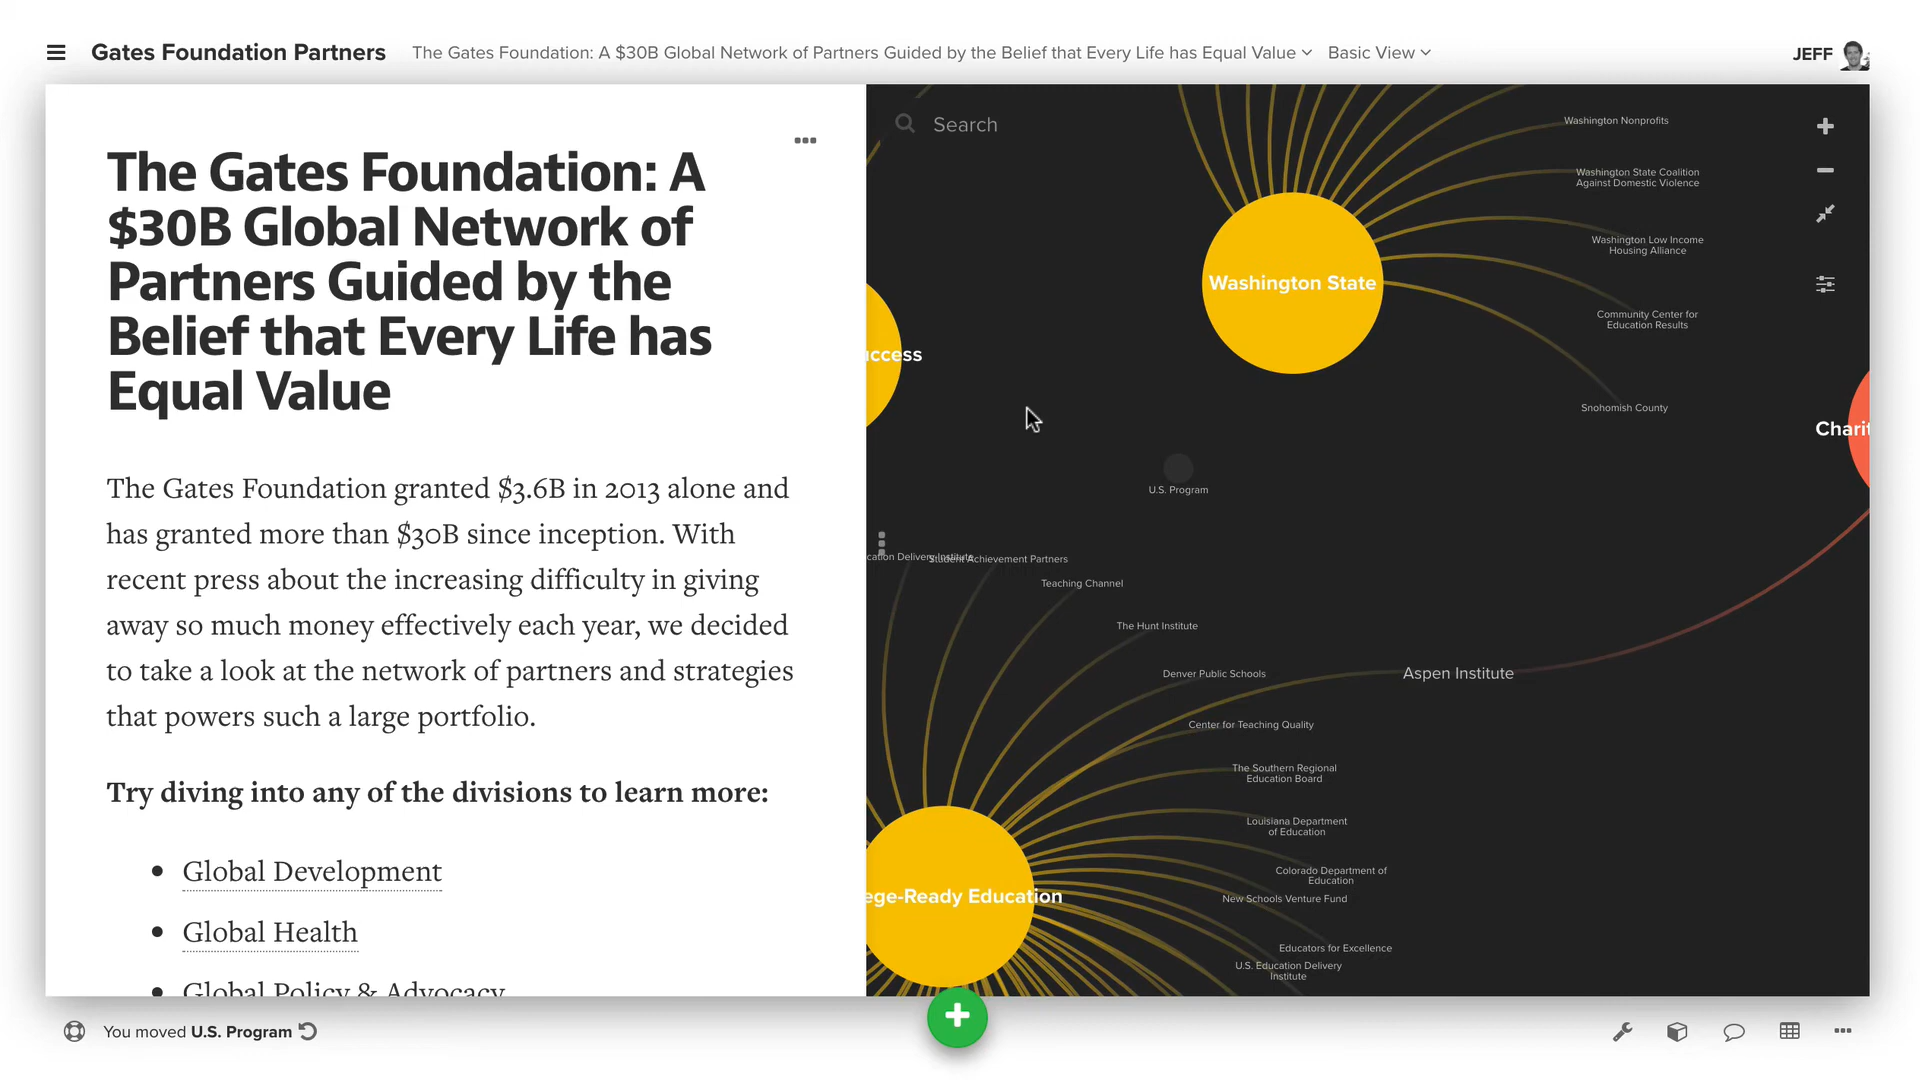 Gates Foundation Partners
The Gates Foundation: A $30B Global Network of Partners Guided by the Belief that Every Life has Equal Value
Basic View
JEFF
The Gates Foundation: A
$30B Global Network of
Partners Guided by the
Belief that Every Life has
Equal Value
The Gates Foundation granted $3.6B in 2013 alone and
has granted more than $30B since inception. With
recent press about the increasing difficulty in giving
away so much money effectively each year, we decided
to take a look at the network of partners and strategies
that powers such a large portfolio.
Try diving into any of the divisions to learn more:
Global Development
Global Health
Global Policy & Advocacy
Search
Washington Nonprofits
Washington State Coalition
Against Domestic Violence
Washington Low Income
Housing Alliance
Washington State
Community Center for
Education Results
uccess
Snohomish County
Charit
U.S. Program
cation Delivery Institute
Student Achievement Partners
Teaching Channel
The Hunt Institute
Denver Public Schools
Aspen Institute
Center for Teaching Quality
The Southern Regional
Education Board
Louisiana Department
of Education
Colorado Department of
Education
ege-Ready Education
New Schools Venture Fund
Educators for Excellence
U.S. Education Delivery
Institute
You moved U.S. Program